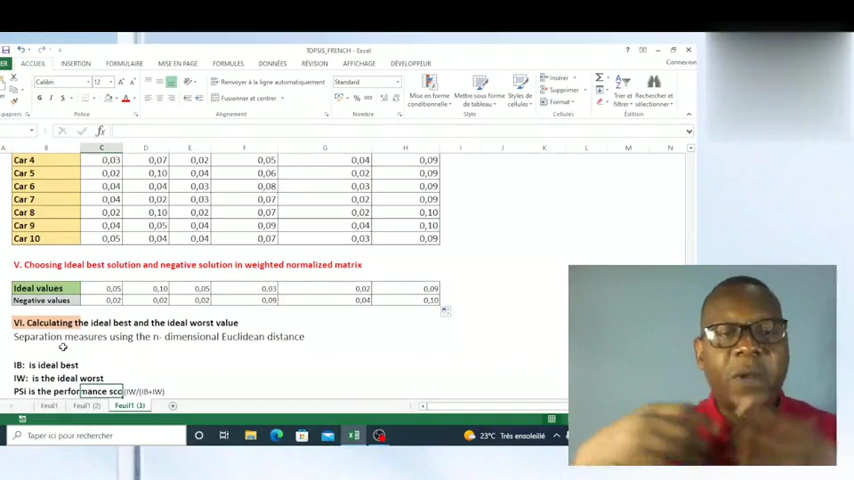 TOPSIS_FRENCH - Excel
ACCUEIL INSERTION FORMULAIRE MISE EN PAGE FORMULES DONNÉES RÉVISION AFFICHAGE DÉVELOPPEUR
Connexion
Calibri 12 Renvoyer à la ligne automatiquement Standard
Fusionner et centrer
Mise en forme conditionnelle
Mettre sous forme de tableau
Styles de cellules
Insérer
Supprimer
Format
Trier et filtrer
Rechercher et sélectionner
Police Alignement Nombre Style Cellules Édition
A B C D E F G H I J K L M N
Car 4 0,03 0,07 0,02 0,05 0,04 0,09
Car 5 0,02 0,10 0,04 0,06 0,02 0,09
Car 6 0,04 0,04 0,03 0,08 0,03 0,09
Car 7 0,04 0,02 0,03 0,07 0,02 0,09
Car 8 0,02 0,10 0,02 0,07 0,02 0,10
Car 9 0,04 0,05 0,04 0,09 0,04 0,10
Car 10 0,05 0,04 0,04 0,07 0,03 0,09
V. Choosing Ideal best solution and negative solution in weighted normalized matrix
Ideal values 0,05 0,10 0,05 0,03 0,02 0,09
Negative values 0,02 0,02 0,02 0,09 0,04 0,10
VI. Calculating the ideal best and the ideal worst value
Separation measures using the n- dimensional Euclidean distance
IB: is ideal best
IW: is the ideal worst
PSi is the performance sco (IW/(IB+IW)
Feuil1 Feuil1 (2) Feuil1 (3)
Taper ici pour rechercher
23°C Très ensoleillé